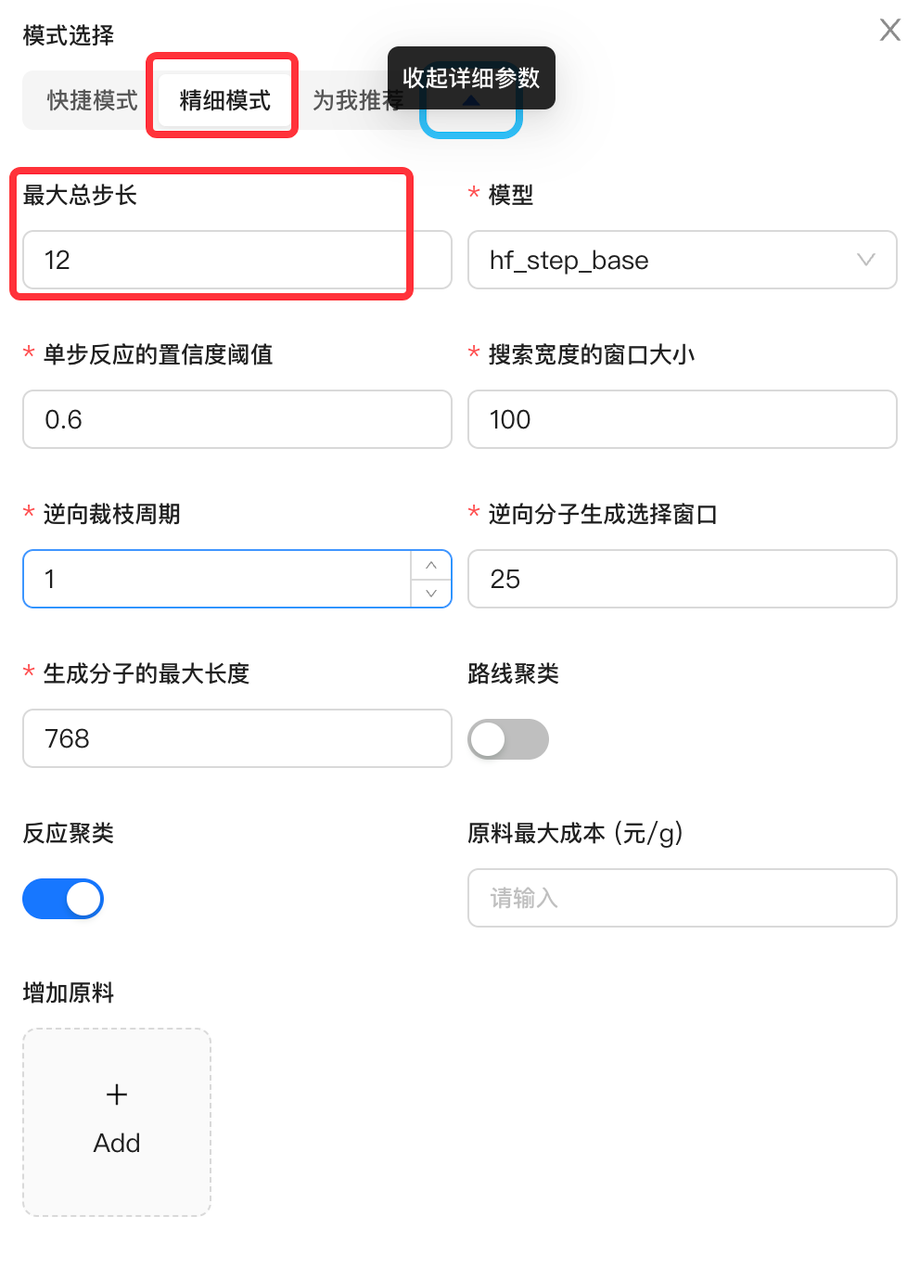 模式选择
快捷模式
精细模式
为我推荐
收起详细参数
最大总步长
* 模型
12
hf_step_base
* 单步反应的置信度阈值
* 搜索宽度的窗口大小
0.6
100
* 逆向裁枝周期
* 逆向分子生成选择窗口
1
25
* 生成分子的最大长度
路线聚类
768
反应聚类
原料最大成本 (元/g)
请输入
增加原料
+
Add